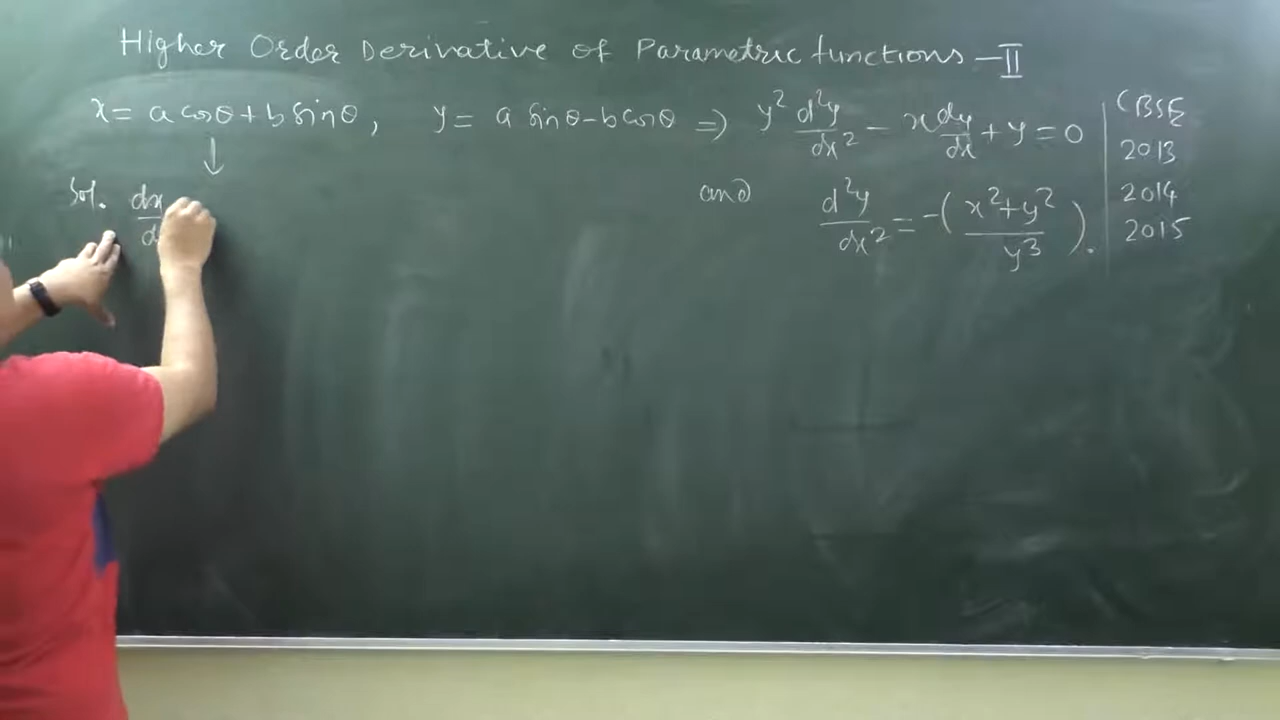 Higher Order Derivative of Parametric functions - II
x = a cosθ + b sinθ, y = a sinθ - b cosθ ⇒ y² d²y/dx² - x dy/dx + y = 0
and d²y/dx² = -(x²+y²/y³).
CBSE
2013
2014
2015
↓
Sol. dx/d